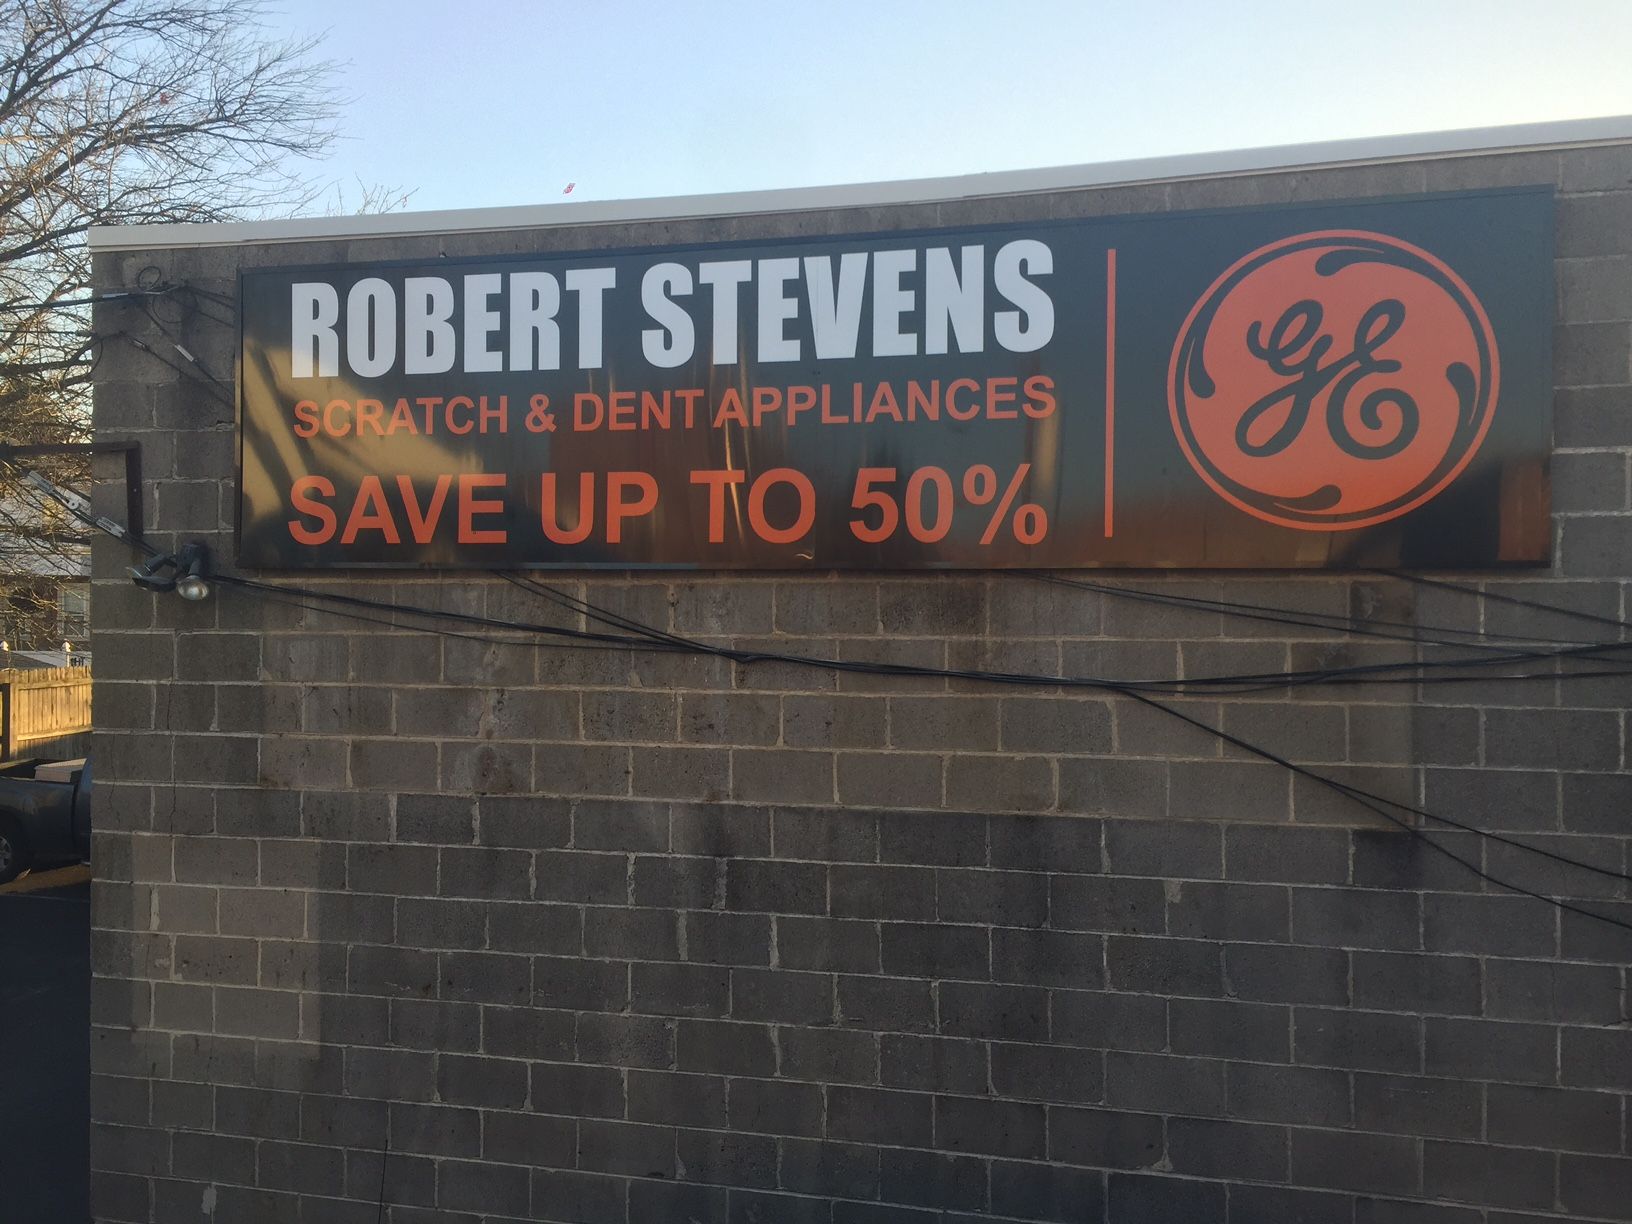 ROBERT STEVENS
SCRATCH & DENT APPLIANCES
SAVE UP TO 50%
GE